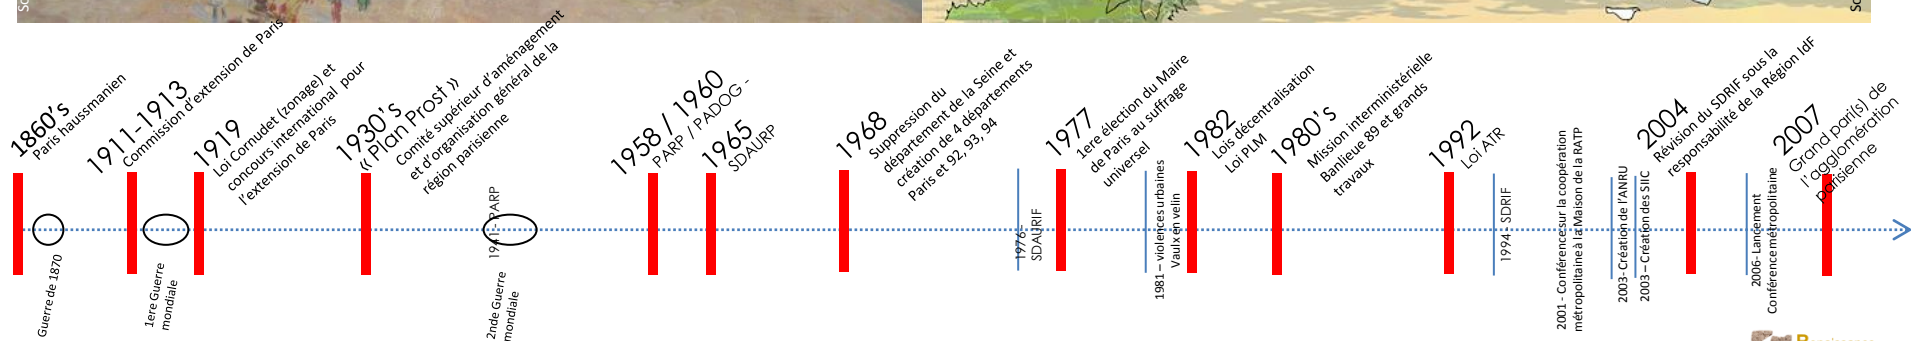 1860’s
Paris haussmanien
Guerre de 1870
1911-1913
Commission d’extension de Paris
1ere Guerre
mondiale
1919
Loi Cornudet (zonage) et
concours international pour
l’extension de Paris
1930’s
« Plan Prost »
Comité supérieur d’aménagement
et d’organisation général de la
région parisienne
1941- PARP
2nde Guerre
mondiale
1958 / 1960
PARP / PADOG -
1965
SDAURP
1968
Suppression du
département de la Seine et
création de 4 départements
Paris et 92, 93, 94
1976–
SDAURIF
1977
1ere élection du Maire
de Paris au suffrage
universel
1981 – violences urbaines
Vaulx en velin
1982
Lois décentralisation
Loi PLM
1980’s
Mission interministérielle
Banlieue 89 et grands
travaux
1992
Loi ATR
1994 - SDRIF
2001 - Conférence sur la coopération
métropolitaine à la Maison de la RATP
2003-Création de l’ANRU
2003 – Création des SIIC
2004
Révision du SDRIF sous la
responsabilité de la Région IdF
2006- Lancement
Conférence métropolitaine
2007
Grand pari(s) de
l’agglomération
parisienne